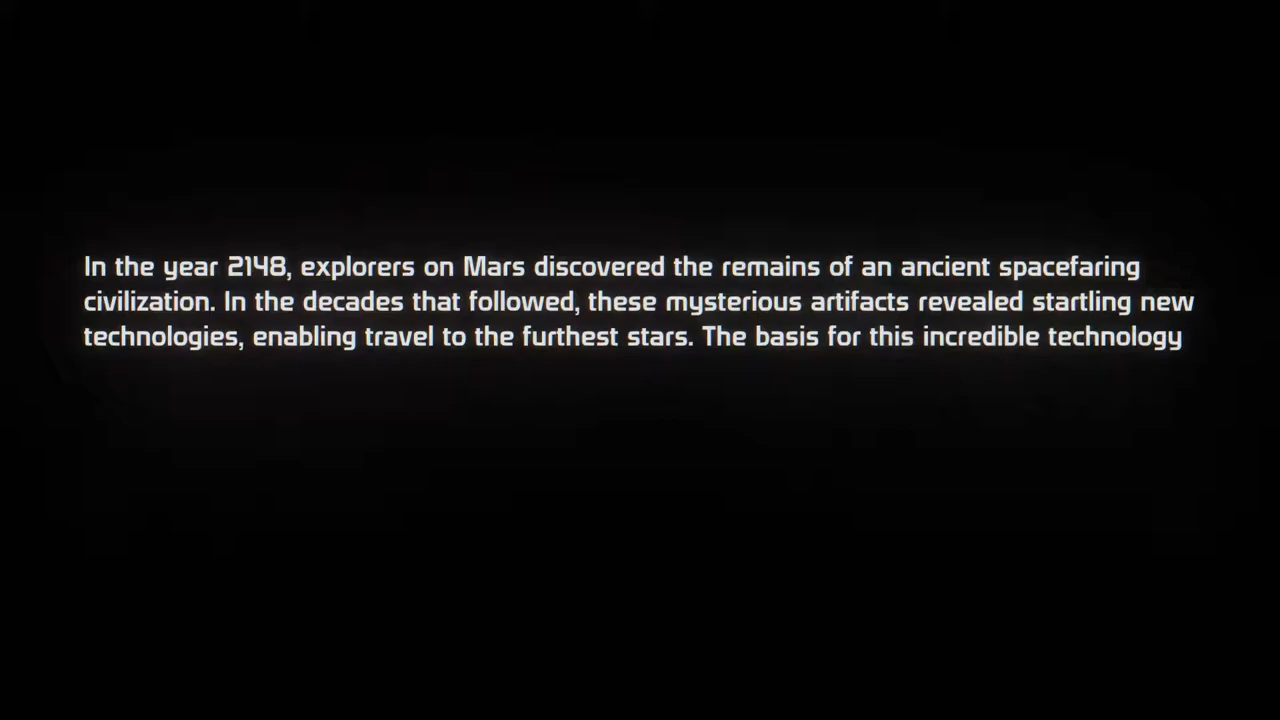 In the year 2148, explorers on Mars discovered the remains of an ancient spacefaring
civilization. In the decades that followed, these mysterious artifacts revealed startling new
technologies, enabling travel to the furthest stars. The basis for this incredible technology